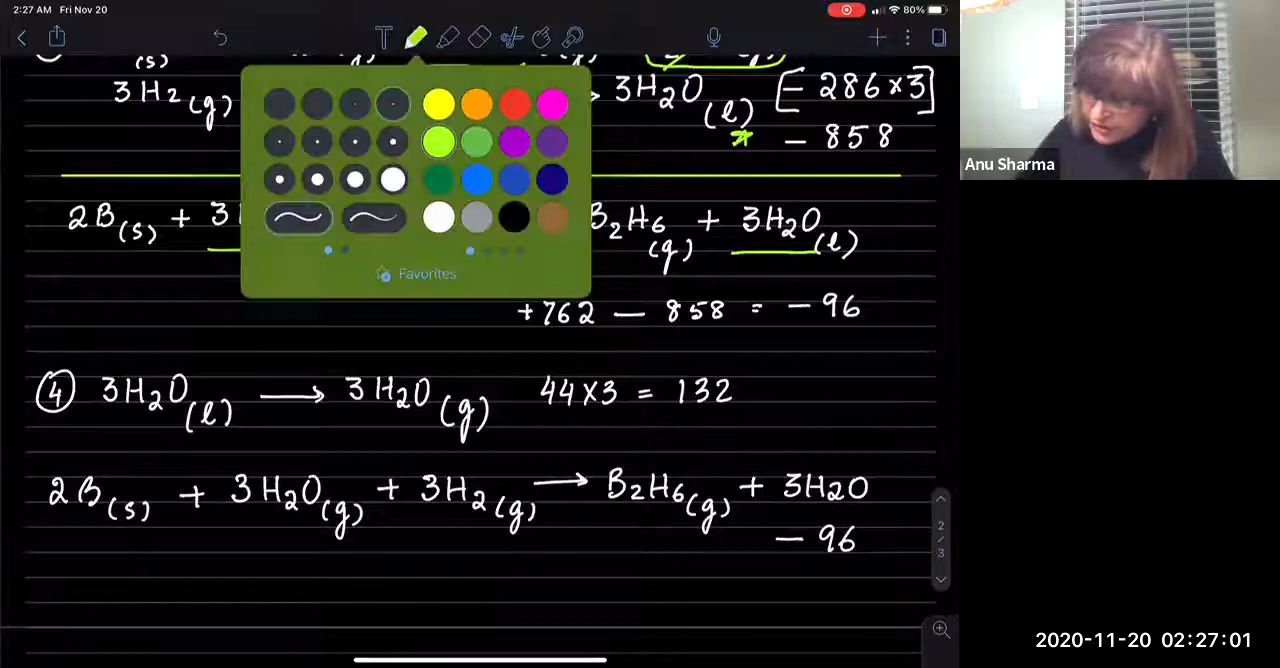 2:27 AM Fri Nov 20
80%
(s)
3H2(g) 3H2O(l) [- 286×3]
- 858
Anu Sharma
2B(s) + 3 B2H6(g) + 3H2O(l)
Favorites
+762 - 858 = - 96
④ 3H2O(l) → 3H2O(g) 44×3 = 132
2B(s) + 3H2O(g) + 3H2(g) → B2H6(g) + 3H2O
- 96
2/3
2020-11-20 02:27:01